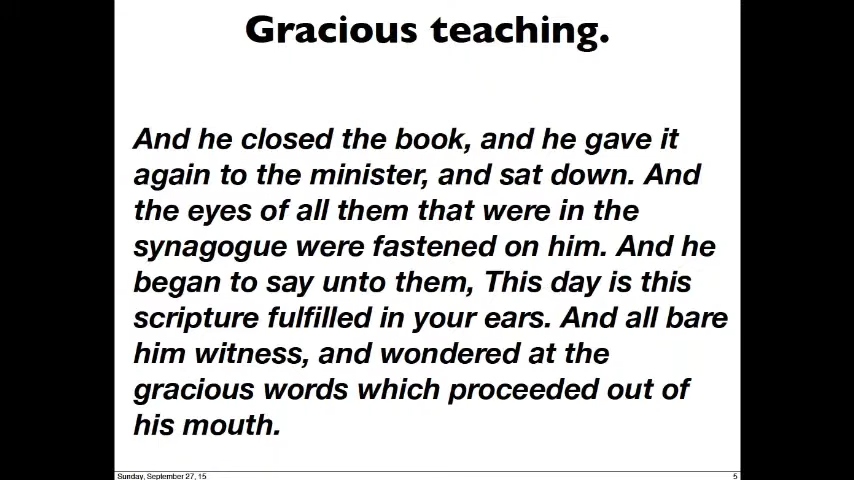 Gracious teaching.
And he closed the book, and he gave it
again to the minister, and sat down. And
the eyes of all them that were in the
synagogue were fastened on him. And he
began to say unto them, This day is this
scripture fulfilled in your ears. And all bare
him witness, and wondered at the
gracious words which proceeded out of
his mouth.
Sunday, September 27, 15 5